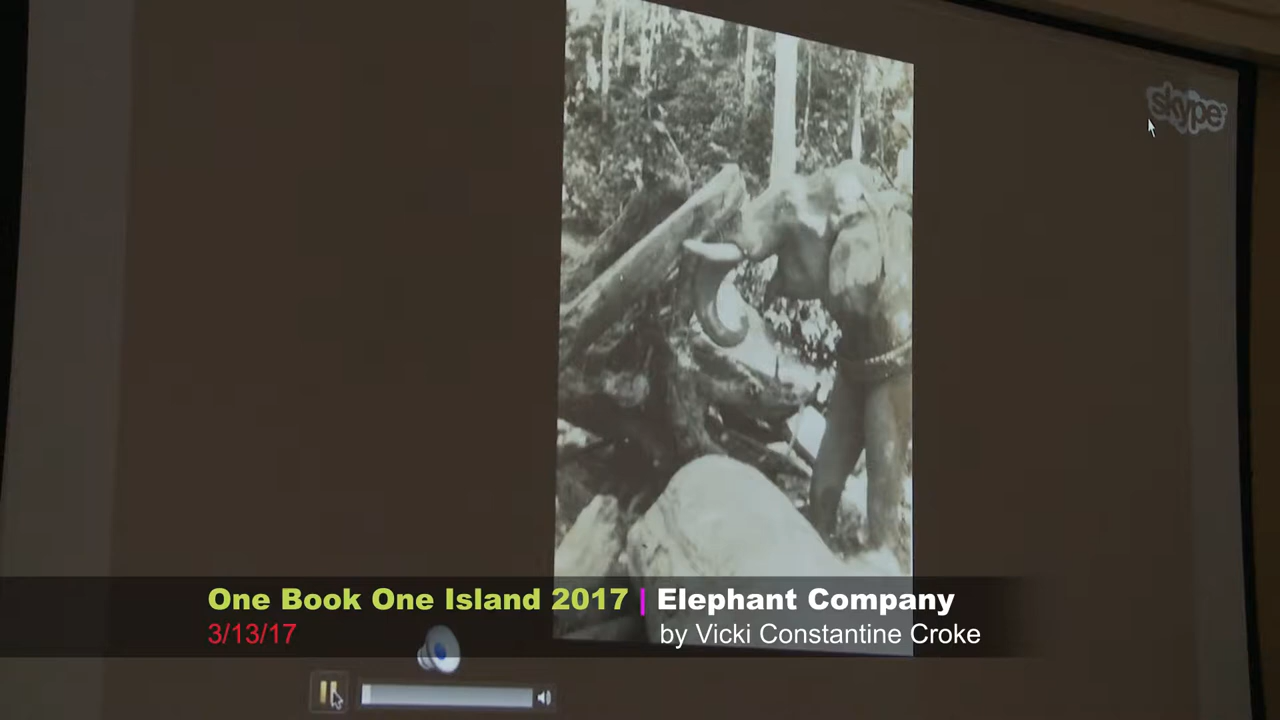 skype
One Book One Island 2017 | Elephant Company
3/13/17 by Vicki Constantine Croke